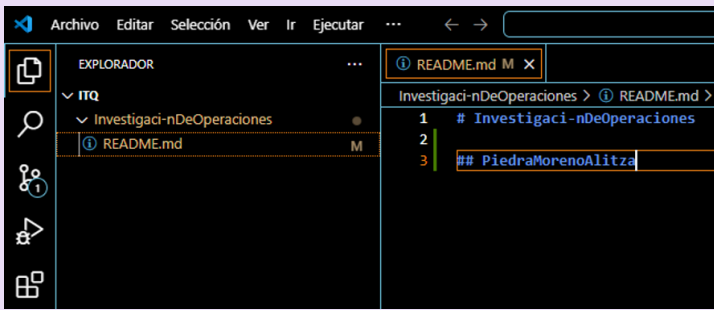 Archivo Editar Selección Ver Ir Ejecutar ···
EXPLORADOR ···
ITQ
Investigaci-nDeOperaciones
README.md M
1
README.md M
Investigaci-nDeOperaciones > README.md >
1 # Investigaci-nDeOperaciones
2
3 ## PiedraMorenoAlitza